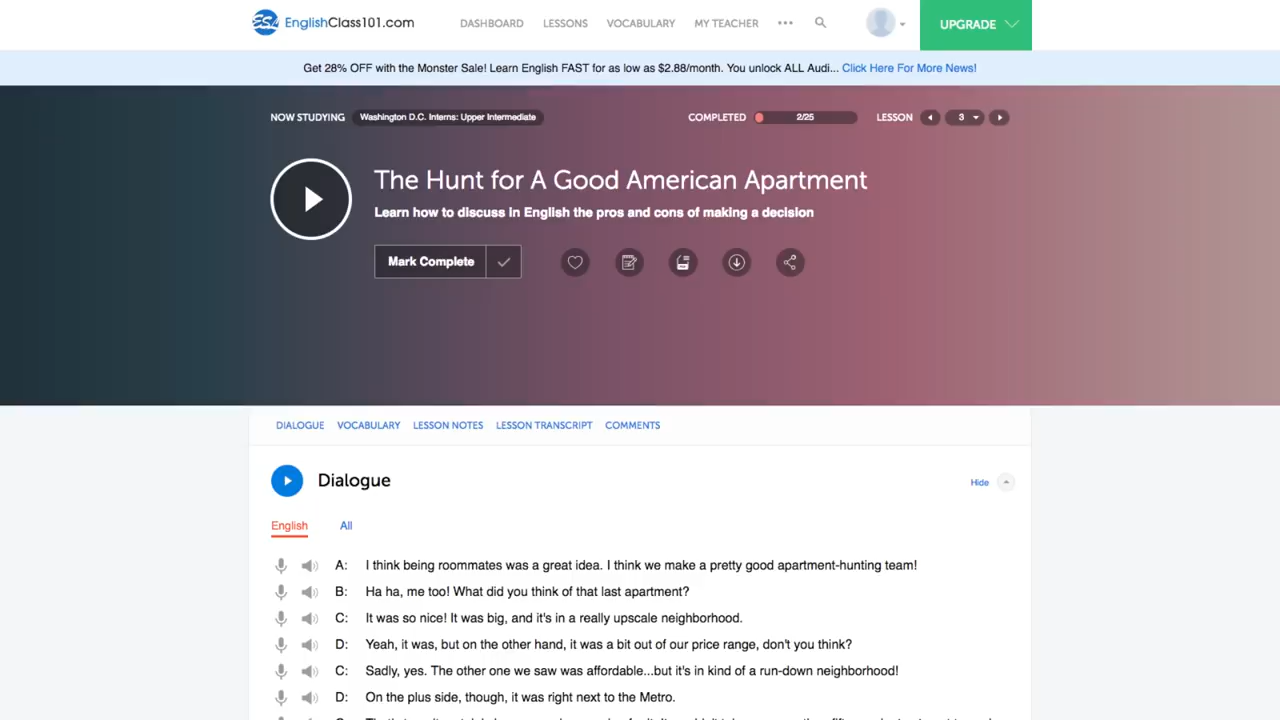 EnglishClass101.com
DASHBOARD LESSONS VOCABULARY MY TEACHER
UPGRADE
Get 28% OFF with the Monster Sale! Learn English FAST for as low as $2.88/month. You unlock ALL Audi... Click Here For More News!
NOW STUDYING Washington D.C. Interns: Upper Intermediate COMPLETED 2/25 LESSON 3
The Hunt for A Good American Apartment
Learn how to discuss in English the pros and cons of making a decision
Mark Complete
DIALOGUE VOCABULARY LESSON NOTES LESSON TRANSCRIPT COMMENTS
Dialogue Hide
English All
A: I think being roommates was a great idea. I think we make a pretty good apartment-hunting team!
B: Ha ha, me too! What did you think of that last apartment?
C: It was so nice! It was big, and it's in a really upscale neighborhood.
D: Yeah, it was, but on the other hand, it was a bit out of our price range, don't you think?
C: Sadly, yes. The other one we saw was affordable...but it's in kind of a run-down neighborhood!
D: On the plus side, though, it was right next to the Metro.